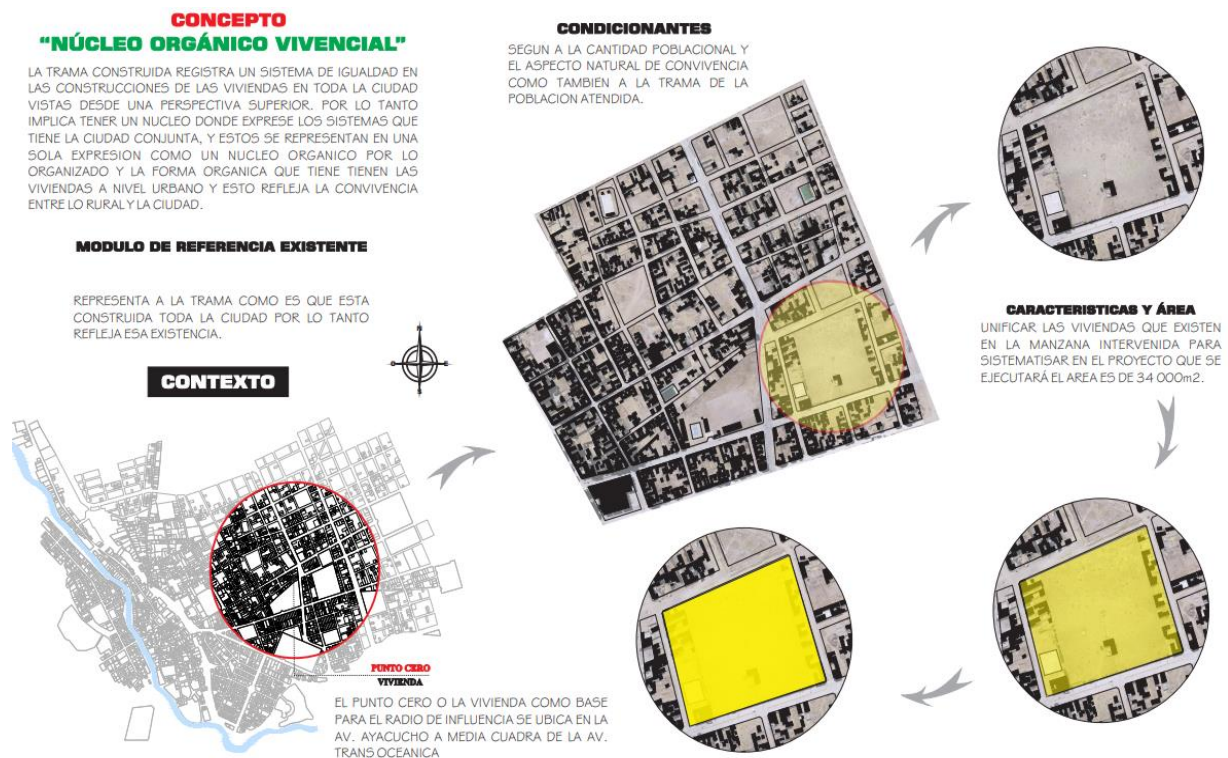 CONCEPTO
“NÚCLEO ORGÁNICO VIVENCIAL”
LA TRAMA CONSTRUIDA REGISTRA UN SISTEMA DE IGUALDAD EN
LAS CONSTRUCCIONES DE LAS VIVIENDAS EN TODA LA CIUDAD
VISTAS DESDE UNA PERSPECTIVA SUPERIOR. POR LO TANTO
IMPLICA TENER UN NUCLEO DONDE EXPRESE LOS SISTEMAS QUE
TIENE LA CIUDAD CONJUNTA, Y ESTOS SE REPRESENTAN EN UNA
SOLA EXPRESION COMO UN NUCLEO ORGANICO POR LO
ORGANIZADO Y LA FORMA ORGANICA QUE TIENE TIENEN LAS
VIVIENDAS A NIVEL URBANO Y ESTO REFLEJA LA CONVIVENCIA
ENTRE LO RURAL Y LA CIUDAD.
MODULO DE REFERENCIA EXISTENTE
REPRESENTA A LA TRAMA COMO ES QUE ESTA
CONSTRUIDA TODA LA CIUDAD POR LO TANTO
REFLEJA ESA EXISTENCIA.
CONTEXTO
PUNTO CERO
VIVIENDA
EL PUNTO CERO O LA VIVIENDA COMO BASE
PARA EL RADIO DE INFLUENCIA SE UBICA EN LA
AV. AYACUCHO A MEDIA CUADRA DE LA AV.
TRANS OCEANICA
CONDICIONANTES
SEGUN A LA CANTIDAD POBLACIONAL Y
EL ASPECTO NATURAL DE CONVIVENCIA
COMO TAMBIEN A LA TRAMA DE LA
POBLACION ATENDIDA.
CARACTERISTICAS Y ÁREA
UNIFICAR LAS VIVIENDAS QUE EXISTEN
EN LA MANZANA INTERVENIDA PARA
SISTEMATISAR EN EL PROYECTO QUE SE
EJECUTARÁ EL AREA ES DE 34 000m2.